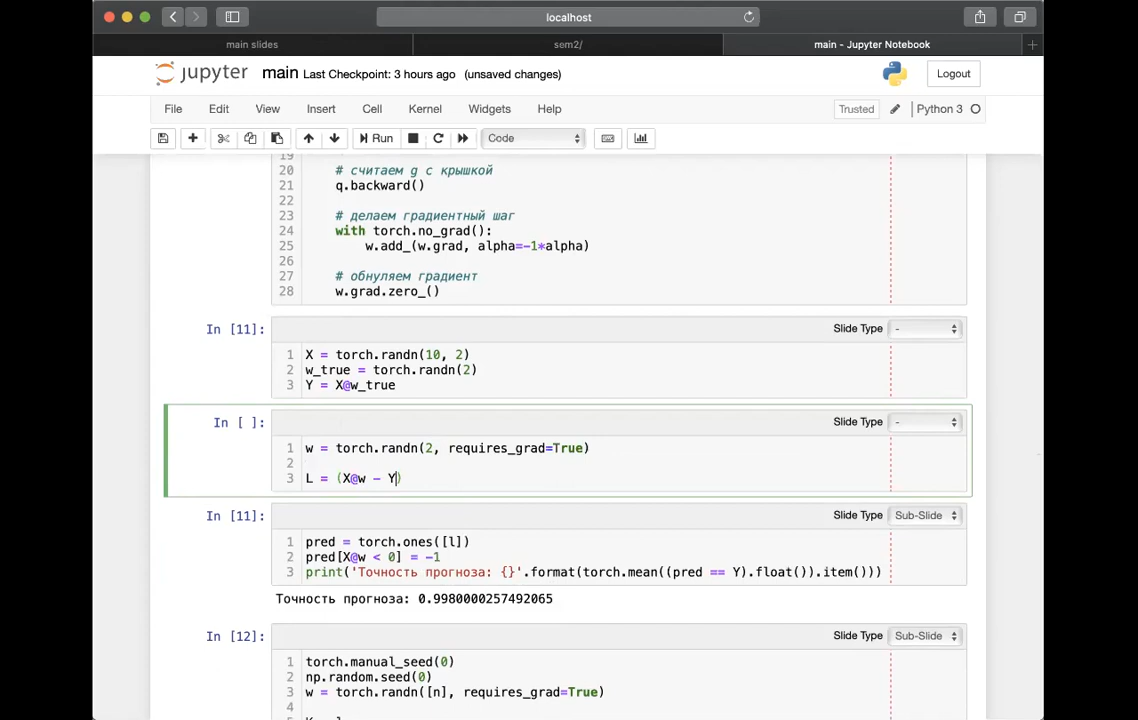 localhost
main slides
sem2/
main - Jupyter Notebook
jupyter main Last Checkpoint: 3 hours ago (unsaved changes)
Logout
File Edit View Insert Cell Kernel Widgets Help
Trusted Python 3
Run Code
19
20 # считаем g с крышкой
21 q.backward()
22
23 # делаем градиентный шаг
24 with torch.no_grad():
25 w.add_(w.grad, alpha=-1*alpha)
26
27 # обнуляем градиент
28 w.grad.zero_()
In [11]:
Slide Type -
1 X = torch.randn(10, 2)
2 w_true = torch.randn(2)
3 Y = X@w_true
In [ ]:
Slide Type -
1 w = torch.randn(2, requires_grad=True)
2
3 L = (X@w - Y)
In [11]:
Slide Type Sub-Slide
1 pred = torch.ones([l])
2 pred[X@w < 0] = -1
3 print('Точность прогноза: {}'.format(torch.mean((pred == Y).float()).item()))
Точность прогноза: 0.9980000257492065
In [12]:
Slide Type Sub-Slide
1 torch.manual_seed(0)
2 np.random.seed(0)
3 w = torch.randn([n], requires_grad=True)
4